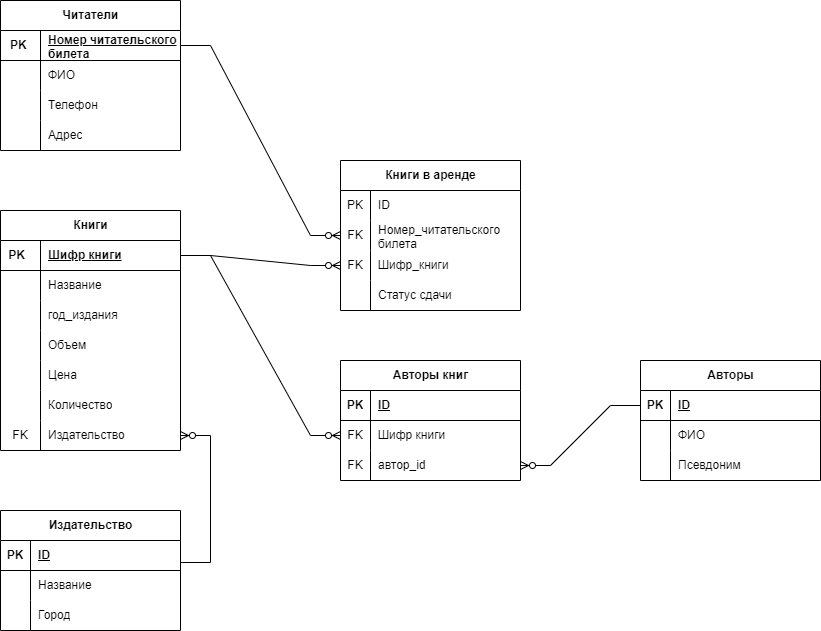 Читатели
PK
Номер читательского
билета
ФИО
Телефон
Адрес
Книги
PK
Шифр книги
Название
год_издания
Объем
Цена
Количество
FK
Издательство
Издательство
PK
ID
Название
Город
Книги в аренде
PK
ID
FK
Номер_читательского
билета
FK
Шифр_книги
Статус сдачи
Авторы книг
PK
ID
FK
Шифр книги
FK
автор_id
Авторы
PK
ID
ФИО
Псевдоним